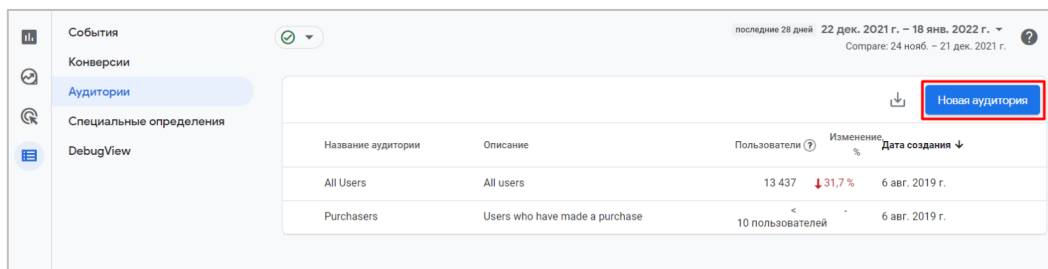 События
Конверсии
Аудитории
Специальные определения
DebugView
последние 28 дней 22 дек. 2021 г. – 18 янв. 2022 г.
Compare: 24 нояб. – 21 дек. 2021 г.
Новая аудитория
Название аудитории Описание Пользователи ? Изменение, % Дата создания ↓
All Users All users 13 437 ↓ 31,7 % 6 авг. 2019 г.
Purchasers Users who have made a purchase < 10 пользователей - 6 авг. 2019 г.